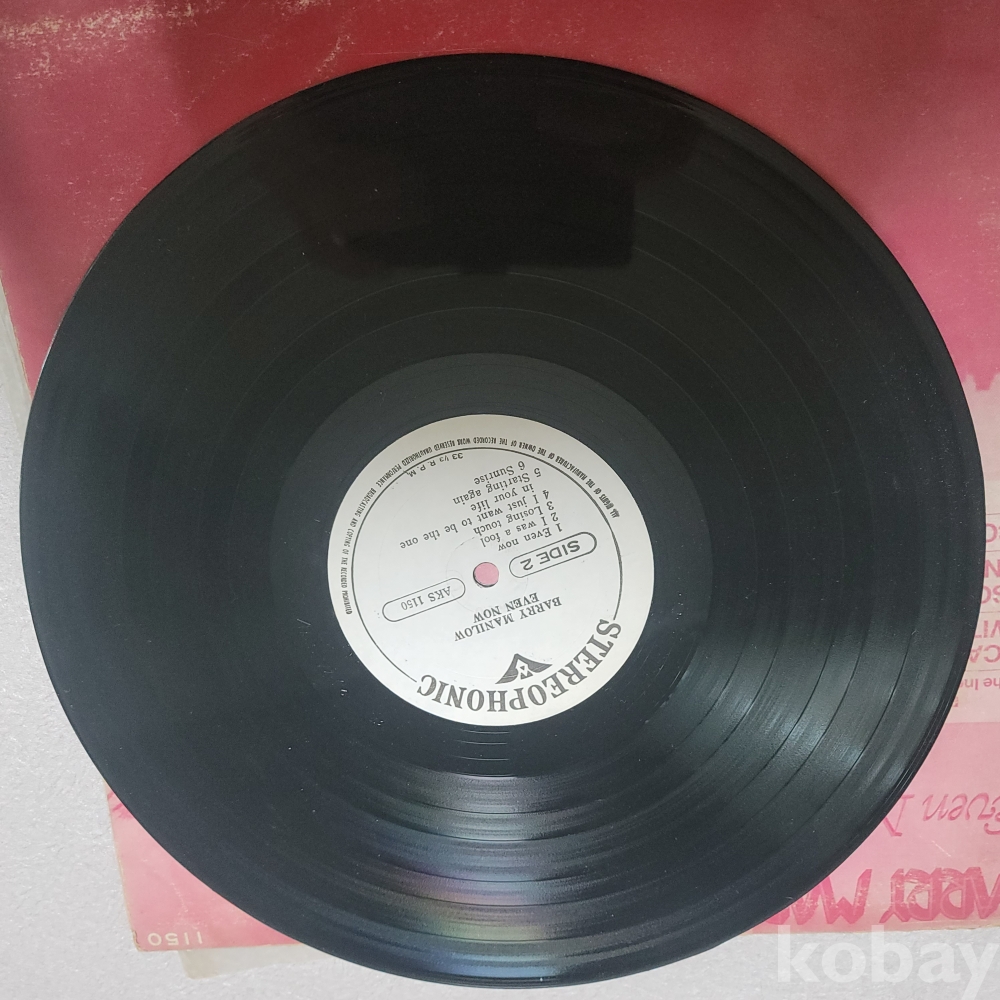 ALL RIGHTS OF THE MANUFACTURER OF THE OWNER OF THE RECORDED WORK RESERVED UNAUTHORIZED PERFORMANCE BROADCASTING AND COPYING OF THE RECORDED PROHIBITED
STEREOPHONIC
BARRY MANILOW
EVEN NOW
AKS 1150
SIDE 2
1 Even now
2 I was a fool
3 Losing touch
4 I just want to be the one
in your life
5 Starting again
6 Sunrise
33 1/3 R.P.M.
1150
Even
kobay